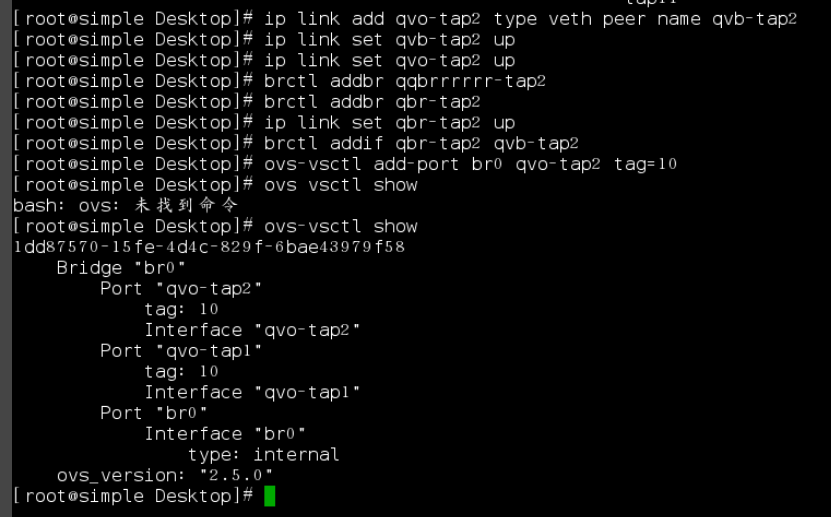 [root@simple Desktop]# ip link add qvo-tap2 type veth peer name qvb-tap2
[root@simple Desktop]# ip link set qvb-tap2 up
[root@simple Desktop]# ip link set qvo-tap2 up
[root@simple Desktop]# brctl addbr qqbrrrrrr-tap2
[root@simple Desktop]# brctl addbr qbr-tap2
[root@simple Desktop]# ip link set qbr-tap2 up
[root@simple Desktop]# brctl addif qbr-tap2 qvb-tap2
[root@simple Desktop]# ovs-vsctl add-port br0 qvo-tap2 tag=10
[root@simple Desktop]# ovs vsctl show
bash: ovs: 未找到命令
[root@simple Desktop]# ovs-vsctl show
1dd87570-15fe-4d4c-829f-6bae43979f58
    Bridge "br0"
        Port "qvo-tap2"
            tag: 10
            Interface "qvo-tap2"
        Port "qvo-tap1"
            tag: 10
            Interface "qvo-tap1"
        Port "br0"
            Interface "br0"
                type: internal
    ovs_version: "2.5.0"
[root@simple Desktop]#